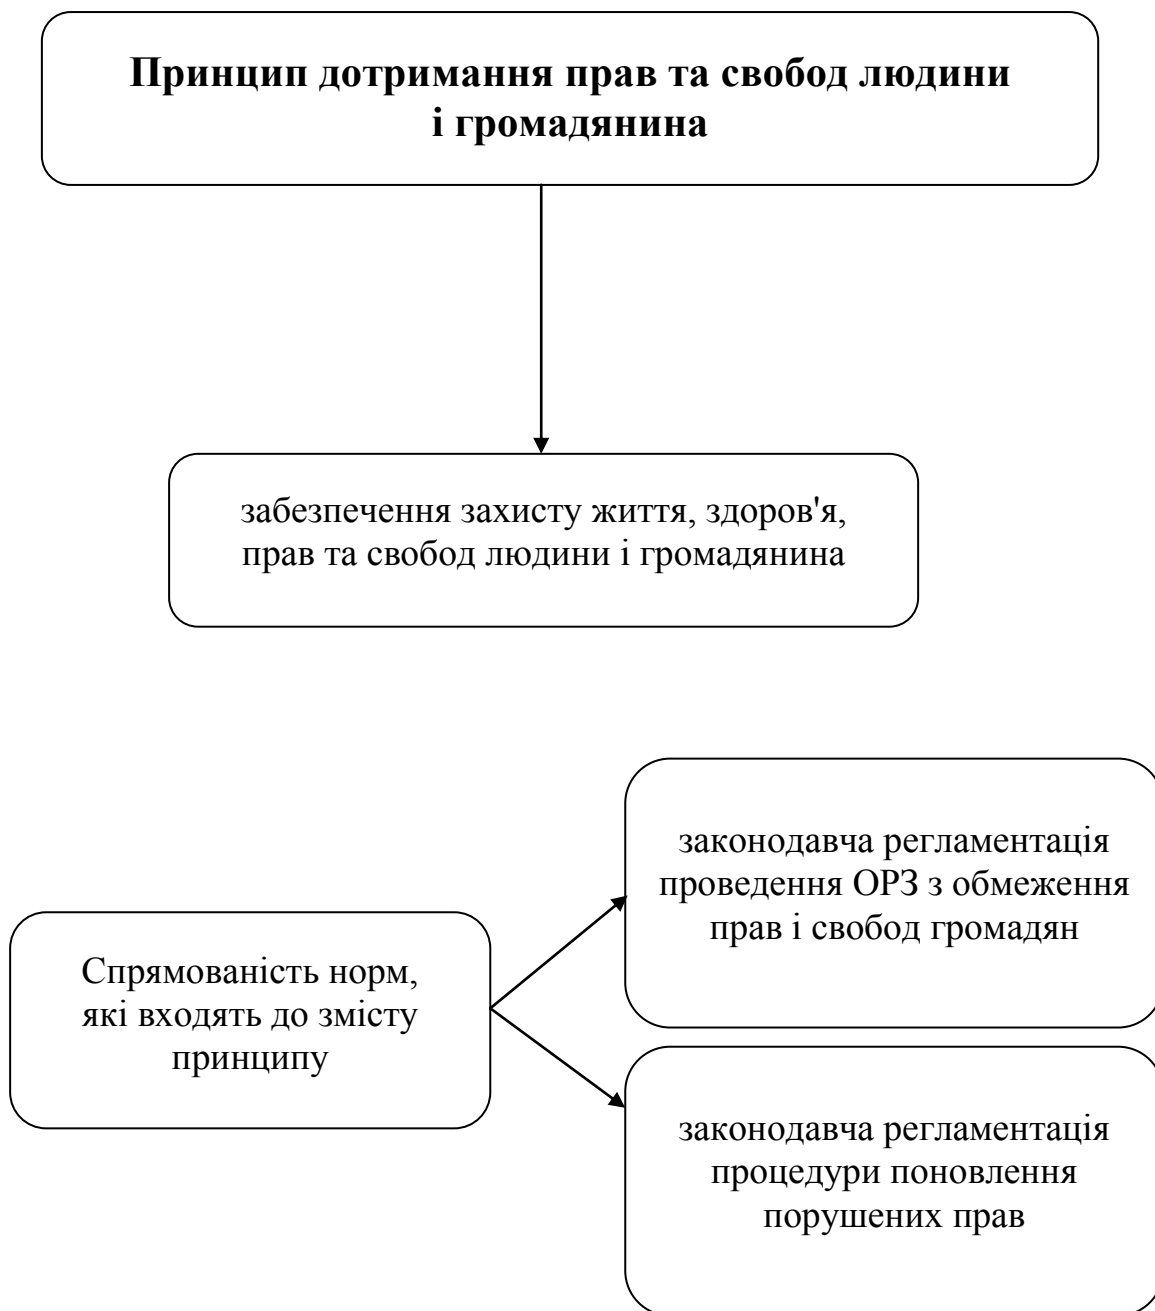 Принцип дотримання прав та свобод людини
і громадянина
забезпечення захисту життя, здоров'я,
прав та свобод людини і громадянина
законодавча регламентація
проведення ОРЗ з обмеження
прав і свобод громадян
Спрямованість норм,
які входять до змісту
принципу
законодавча регламентація
процедури поновлення
порушених прав